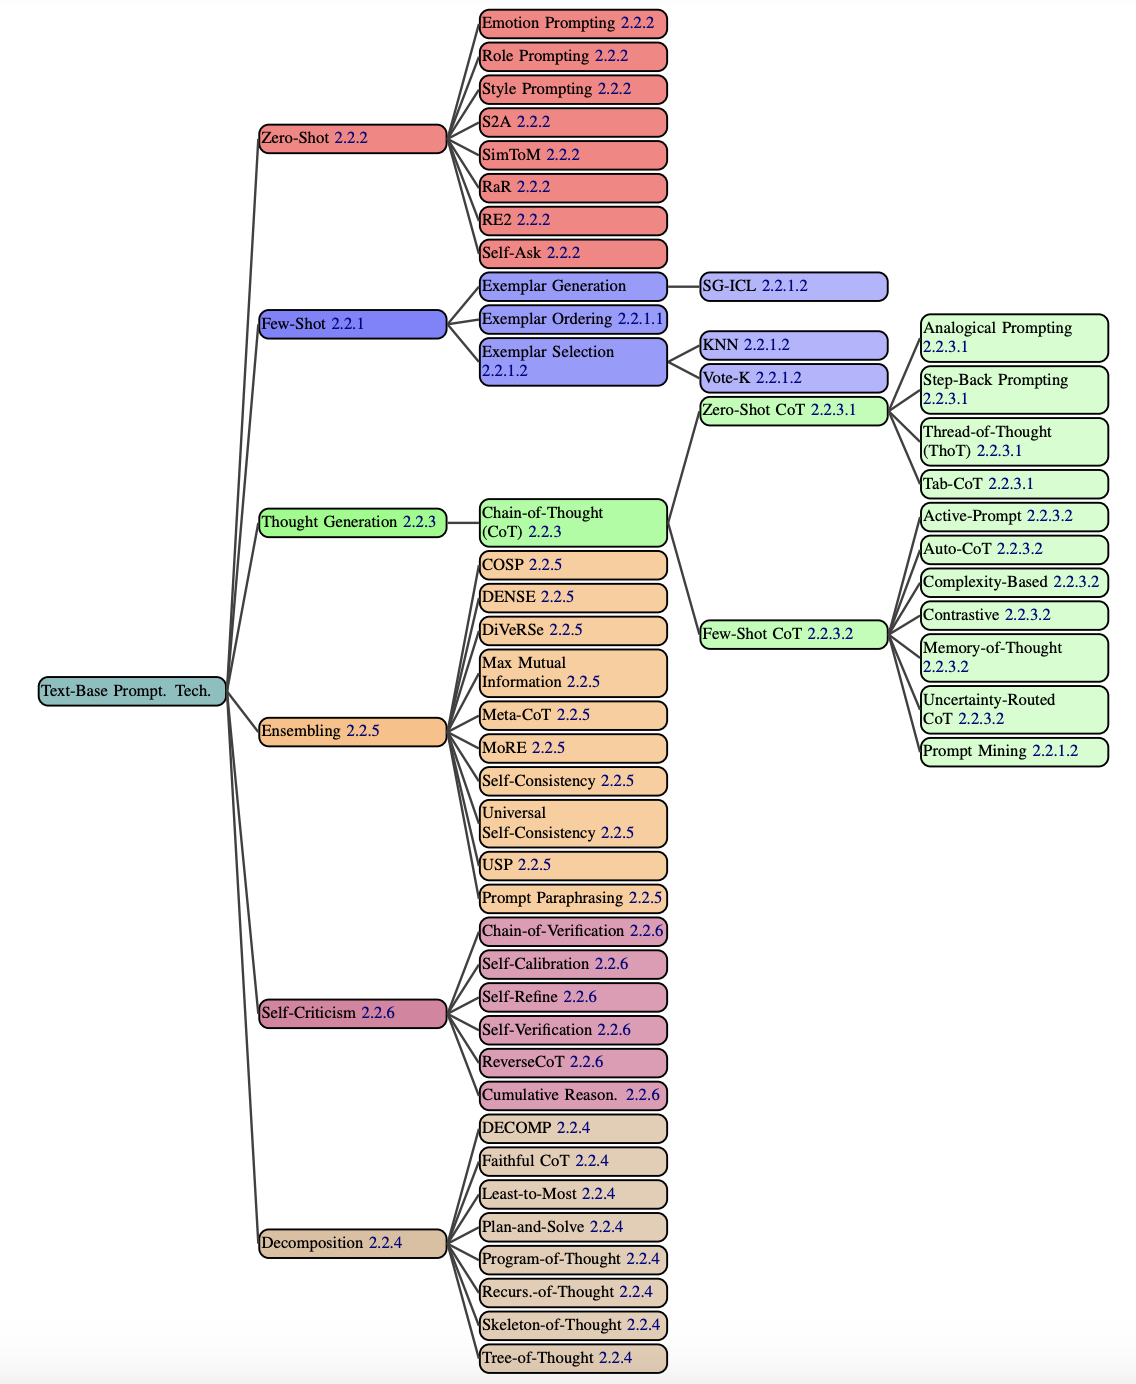 Text-Base Prompt. Tech.
Zero-Shot 2.2.2
Emotion Prompting 2.2.2
Role Prompting 2.2.2
Style Prompting 2.2.2
S2A 2.2.2
SimToM 2.2.2
RaR 2.2.2
RE2 2.2.2
Self-Ask 2.2.2
Few-Shot 2.2.1
Exemplar Generation
SG-ICL 2.2.1.2
Exemplar Ordering 2.2.1.1
Exemplar Selection
2.2.1.2
KNN 2.2.1.2
Vote-K 2.2.1.2
Thought Generation 2.2.3
Chain-of-Thought
(CoT) 2.2.3
Zero-Shot CoT 2.2.3.1
Analogical Prompting
2.2.3.1
Step-Back Prompting
2.2.3.1
Thread-of-Thought
(ThoT) 2.2.3.1
Tab-CoT 2.2.3.1
Few-Shot CoT 2.2.3.2
Active-Prompt 2.2.3.2
Auto-CoT 2.2.3.2
Complexity-Based 2.2.3.2
Contrastive 2.2.3.2
Memory-of-Thought
2.2.3.2
Uncertainty-Routed
CoT 2.2.3.2
Prompt Mining 2.2.1.2
Ensembling 2.2.5
COSP 2.2.5
DENSE 2.2.5
DiVeRSe 2.2.5
Max Mutual
Information 2.2.5
Meta-CoT 2.2.5
MoRE 2.2.5
Self-Consistency 2.2.5
Universal
Self-Consistency 2.2.5
USP 2.2.5
Prompt Paraphrasing 2.2.5
Self-Criticism 2.2.6
Chain-of-Verification 2.2.6
Self-Calibration 2.2.6
Self-Refine 2.2.6
Self-Verification 2.2.6
ReverseCoT 2.2.6
Cumulative Reason. 2.2.6
Decomposition 2.2.4
DECOMP 2.2.4
Faithful CoT 2.2.4
Least-to-Most 2.2.4
Plan-and-Solve 2.2.4
Program-of-Thought 2.2.4
Recurs.-of-Thought 2.2.4
Skeleton-of-Thought 2.2.4
Tree-of-Thought 2.2.4